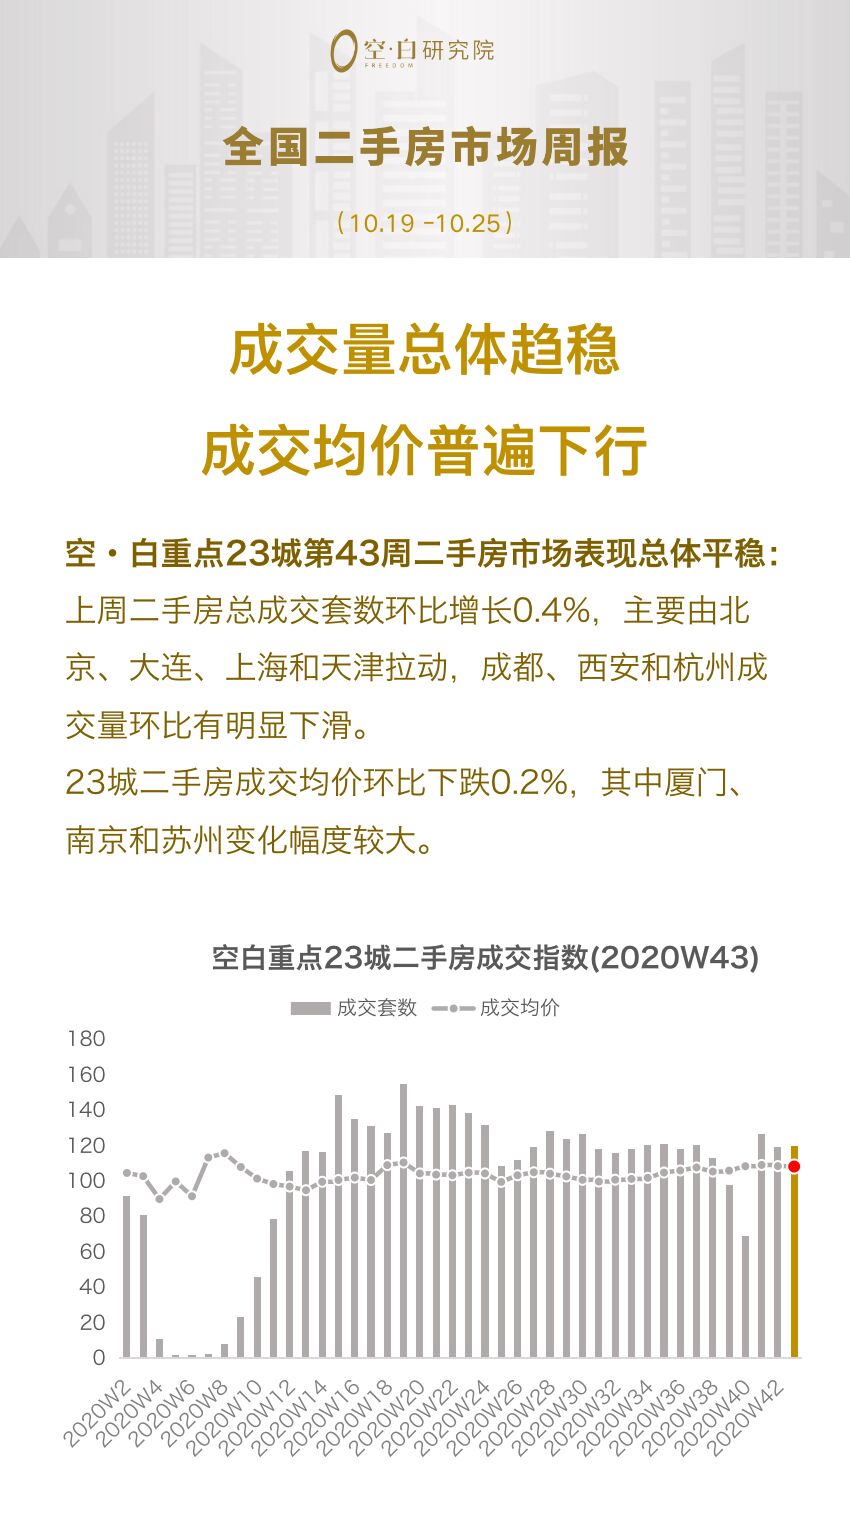 空·白研究院
FREEDOM
全国二手房市场周报
(10.19 -10.25)
成交量总体趋稳
成交均价普遍下行
空·白重点23城第43周二手房市场表现总体平稳：
上周二手房总成交套数环比增长0.4%，主要由北
京、大连、上海和天津拉动，成都、西安和杭州成
交量环比有明显下滑。
23城二手房成交均价环比下跌0.2%，其中厦门、
南京和苏州变化幅度较大。
空白重点23城二手房成交指数(2020W43)
成交套数 成交均价
180
160
140
120
100
80
60
40
20
0
2020W2 2020W4 2020W6 2020W8 2020W10 2020W12 2020W14 2020W16 2020W18 2020W20 2020W22 2020W24 2020W26 2020W28 2020W30 2020W32 2020W34 2020W36 2020W38 2020W40 2020W42